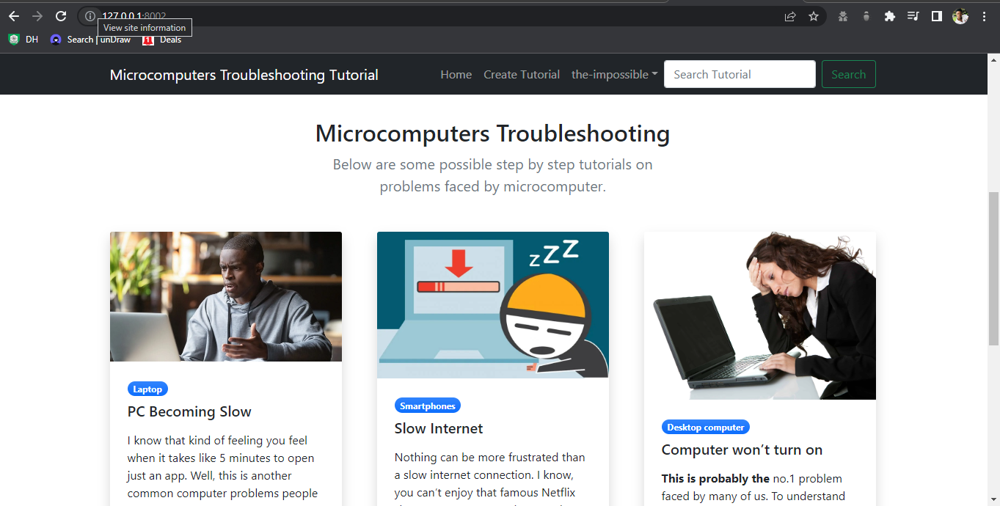 127.0.0.1:8002
View site information
DH
Search | unDraw
1
Deals
Microcomputers Troubleshooting Tutorial
Home
Create Tutorial
the-impossible
Search Tutorial
Search
Microcomputers Troubleshooting
Below are some possible step by step tutorials on
problems faced by microcomputer.
Laptop
PC Becoming Slow
I know that kind of feeling you feel
when it takes like 5 minutes to open
just an app. Well, this is another
common computer problems people
zZZ
Smartphones
Slow Internet
Nothing can be more frustrated than
a slow internet connection. I know,
you can’t enjoy that famous Netflix
Desktop computer
Computer won’t turn on
This is probably the no.1 problem
faced by many of us. To understand